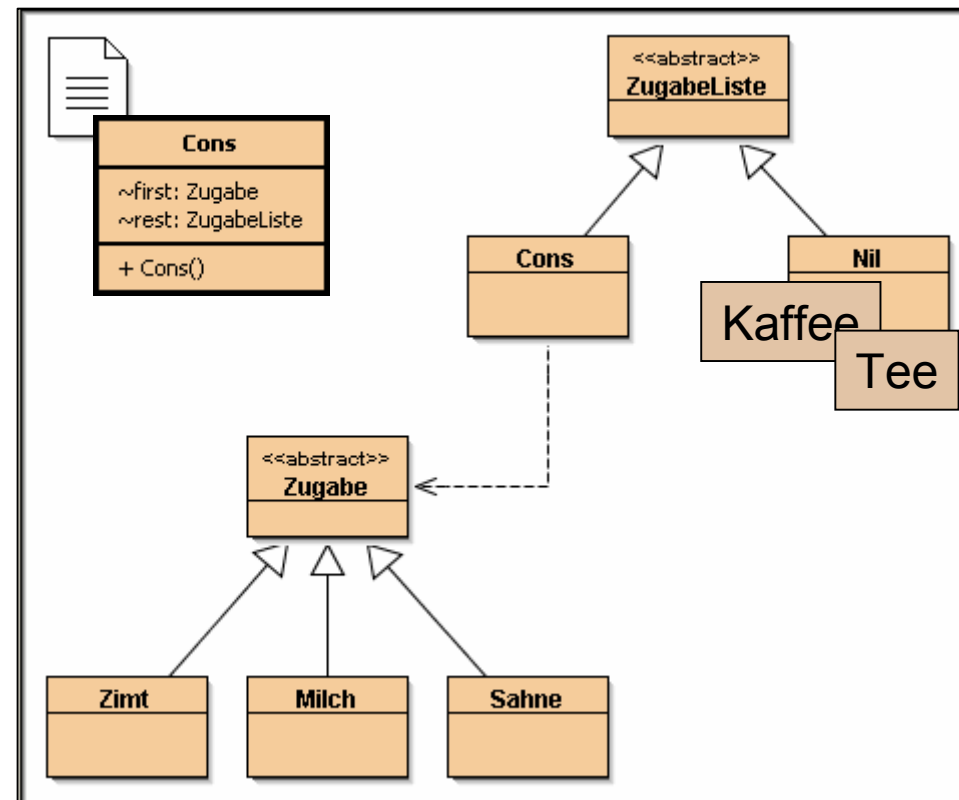 <<abstract>>
ZugabeListe
Cons
~first: Zugabe
~rest: ZugabeListe
+ Cons()
Cons
Nil
Kaffee
Tee
<<abstract>>
Zugabe
Zimt
Milch
Sahne